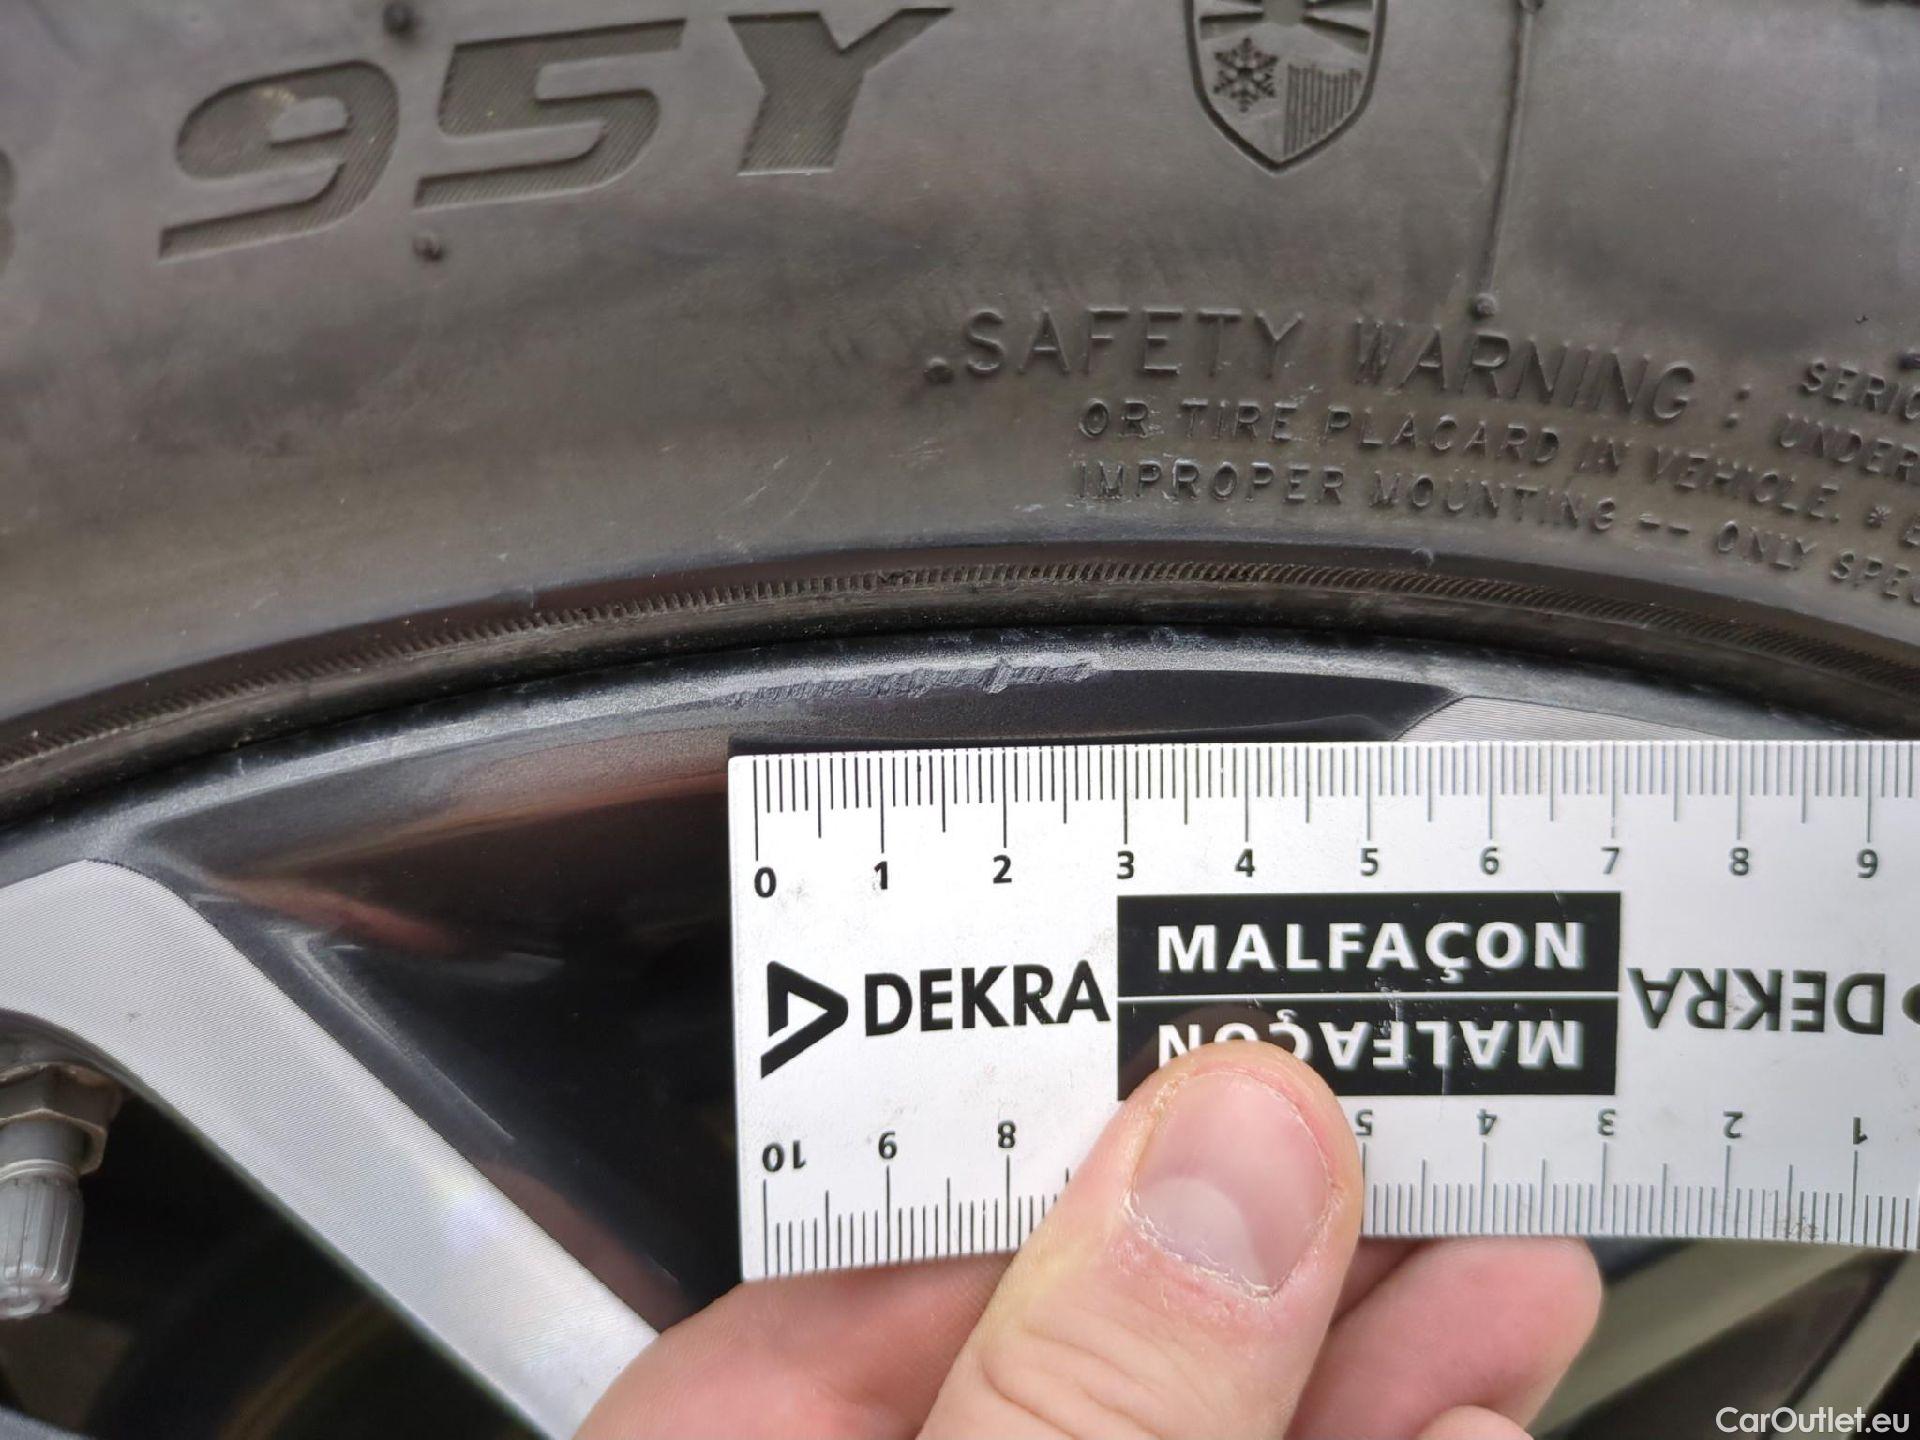 95Y
SAFETY WARNING :
OR TIRE PLACARD IN VEHICLE. *
IMPROPER MOUNTING -- ONLY
0 1 2 3 4 5 6 7 8 9
DEKRA MALFAÇON DEKRA
MALFAÇON
10 9 8 5 4 3 2 1
CarOutlet.eu